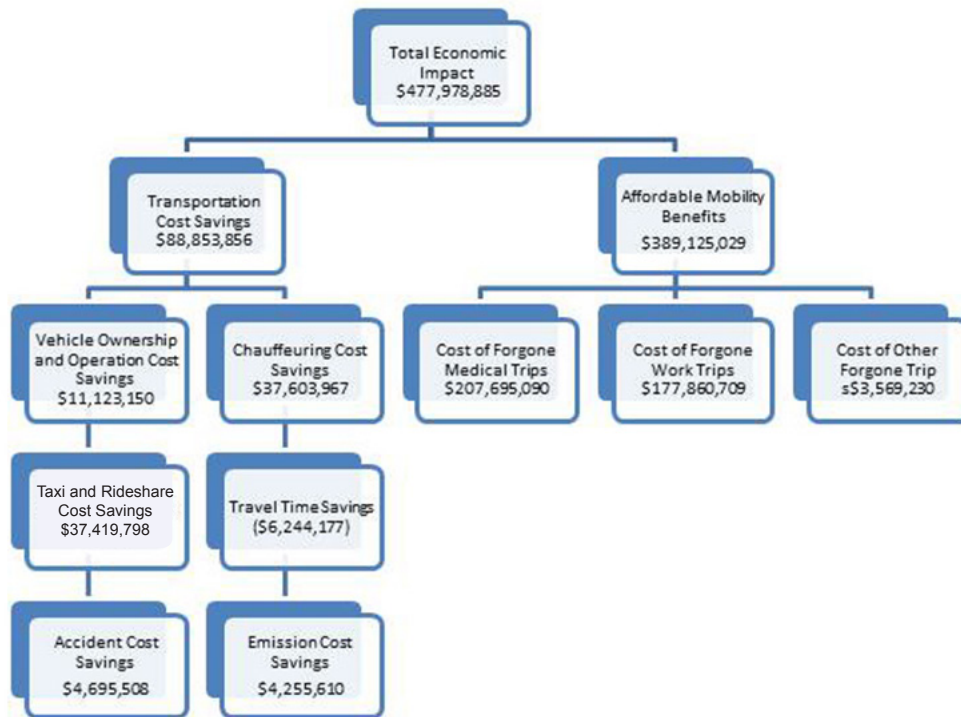 Total Economic
Impact
$477,978,885
Transportation
Cost Savings
$88,853,856
Affordable Mobility
Benefits
$389,125,029
Vehicle Ownership
and Operation Cost
Savings
$11,123,150
Chauffeuring Cost
Savings
$37,603,967
Cost of Forgone
Medical Trips
$207,695,090
Cost of Forgone
Work Trips
$177,860,709
Cost of Other
Forgone Trip
s$3,569,230
Taxi and Rideshare
Cost Savings
$37,419,798
Travel Time Savings
($6,244,177)
Accident Cost
Savings
$4,695,508
Emission Cost
Savings
$4,255,610